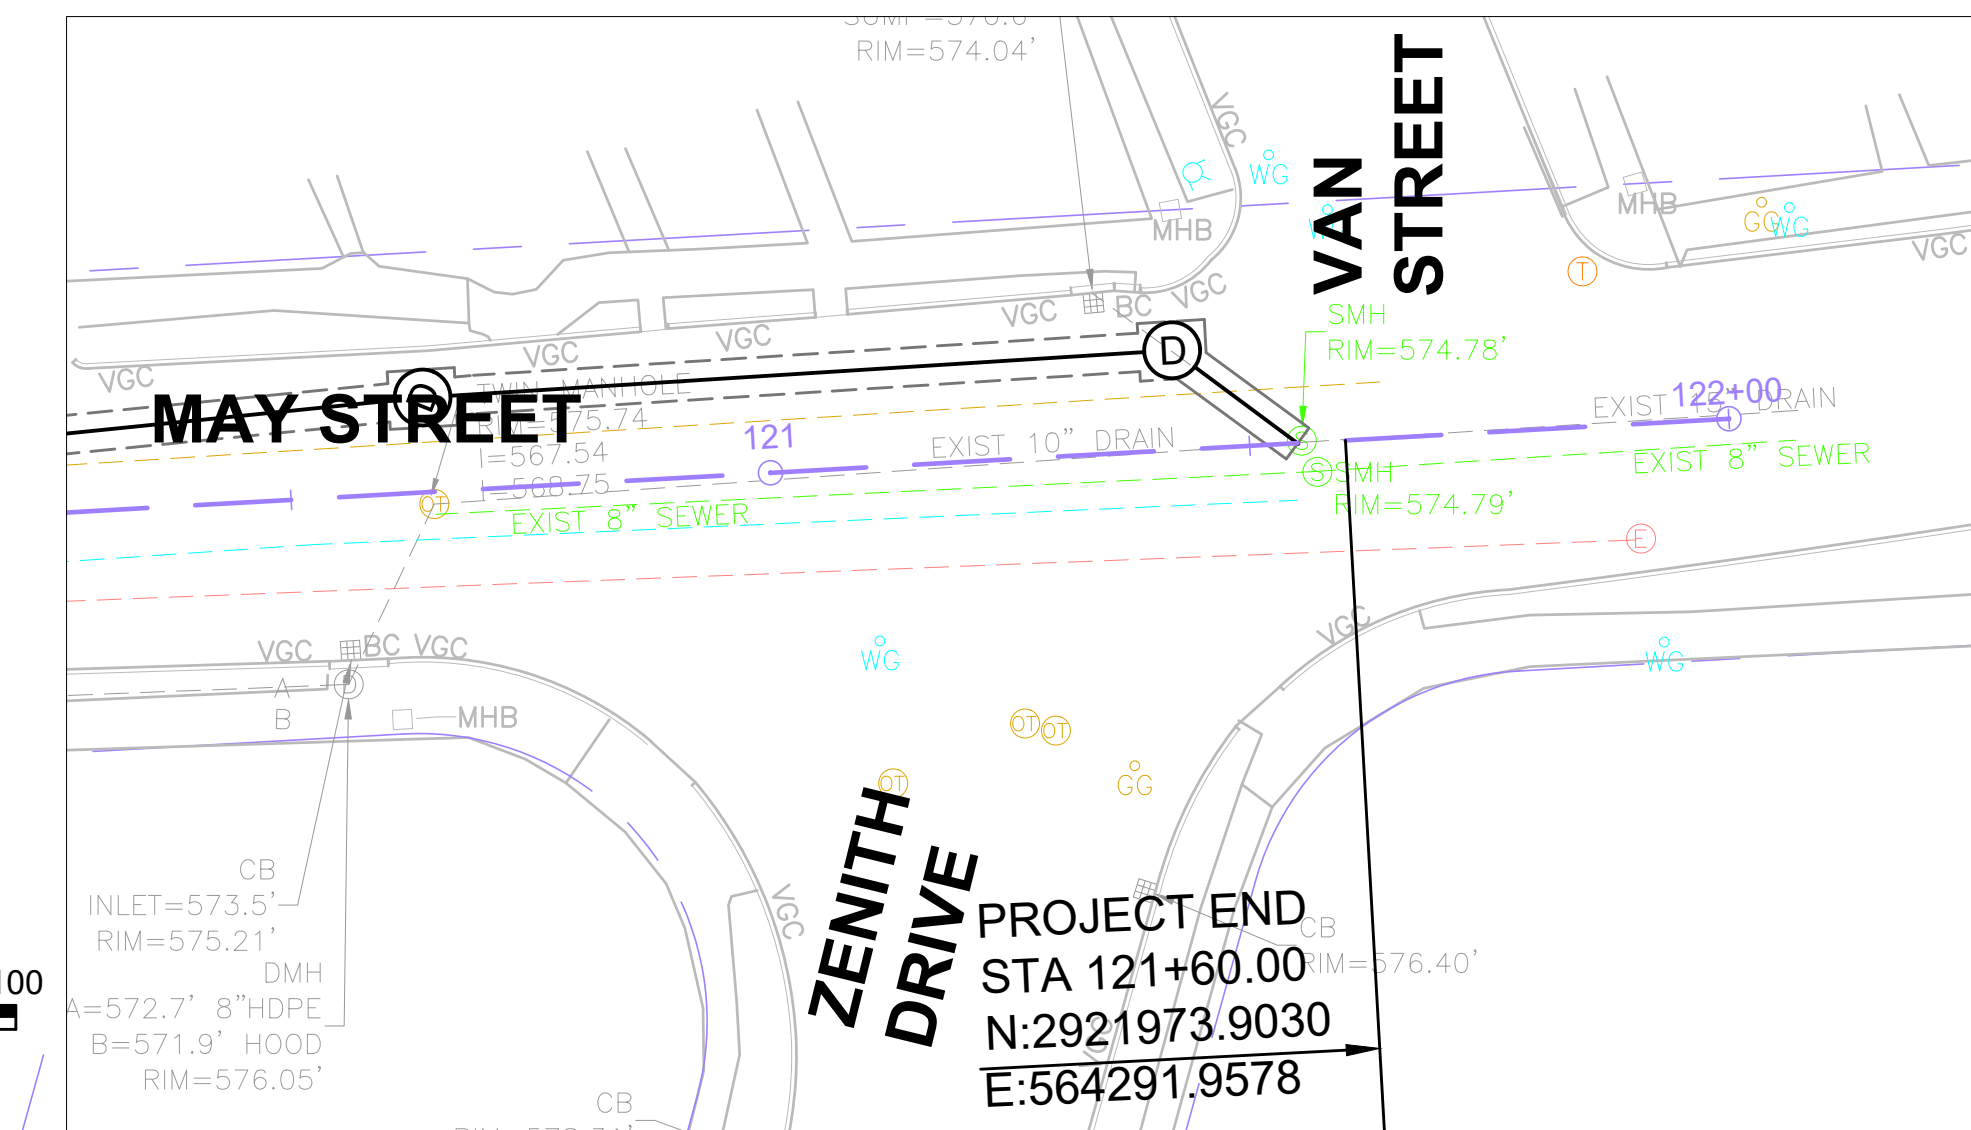 RIM=574.04'
VGC
WG
VAN
STREET
MHB
MHB
GG
WG
VGC
T
VGC
BC
VGC
VGC
VGC
VGC
SMH
RIM=574.78'
D
TWIN MANHOLE
RIM=575.74
I=567.54
I=568.75
MAY STREET
121
122+00
EXIST 10" DRAIN
EXIST 15" DRAIN
EXIST 8" SEWER
S
S
SMH
RIM=574.79'
EXIST 8" SEWER
OT
E
VGC
BC
VGC
WG
VGC
WG
A
D
B
MHB
OT
OT
OT
GG
ZENITH
DRIVE
VGC
CB
INLET=573.5'
RIM=575.21'
DMH
A=572.7' 8"HDPE
B=571.9' HOOD
RIM=576.05'
100
PROJECT END
STA 121+60.00
N:2921973.9030
E:564291.9578
CB
RIM=576.40'
CB